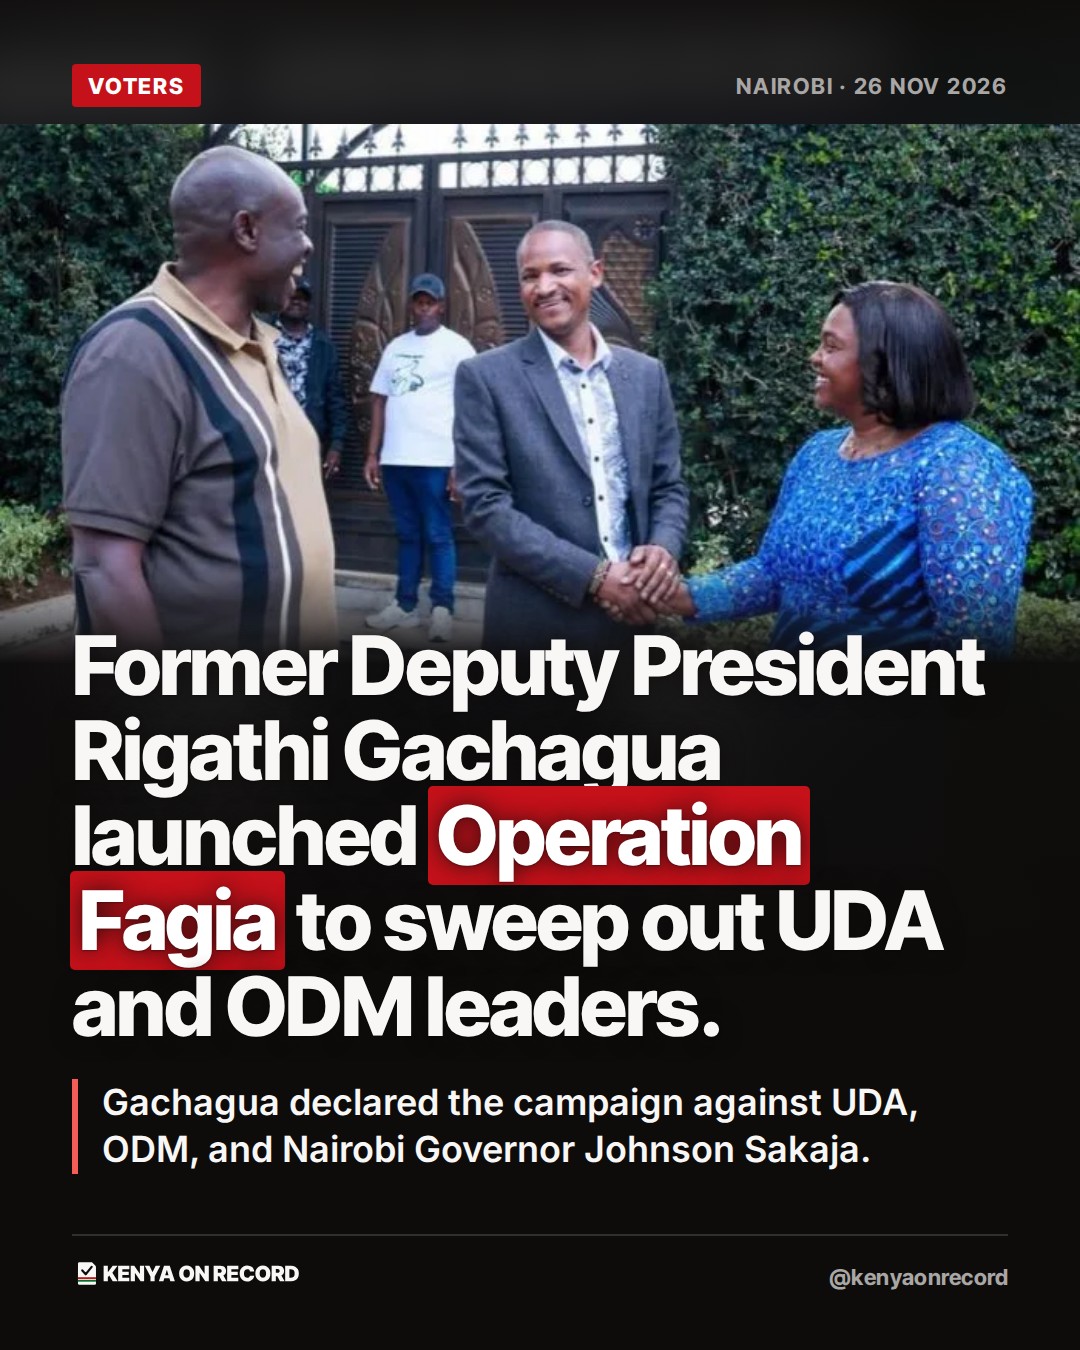 VOTERS
NAIROBI · 26 NOV 2026
Former Deputy President
Rigathi Gachagua
launched Operation
Fagia to sweep out UDA
and ODM leaders.
Gachagua declared the campaign against UDA,
ODM, and Nairobi Governor Johnson Sakaja.
KENYA ON RECORD
@kenyaonrecord